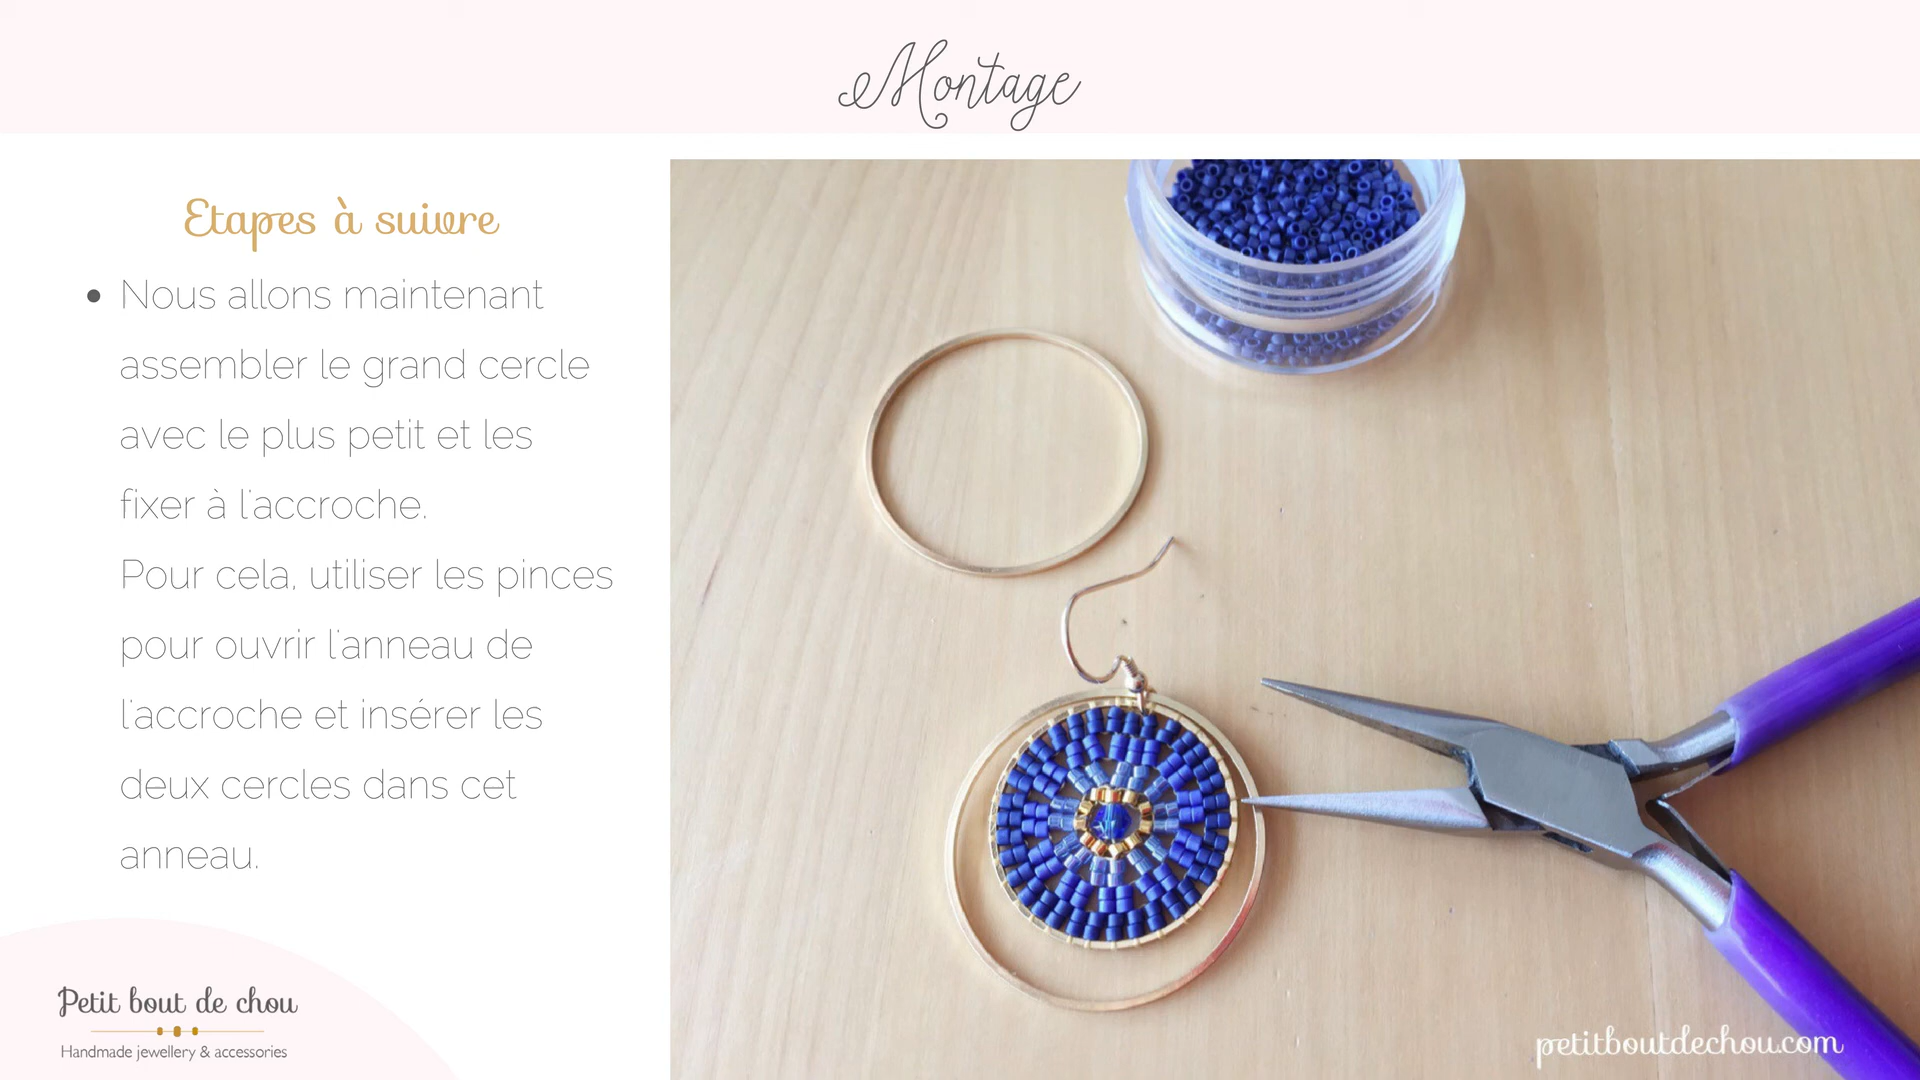 Montage
Etapes à suivre
• Nous allons maintenant
assembler le grand cercle
avec le plus petit et les
fixer à l'accroche.
Pour cela, utiliser les pinces
pour ouvrir l'anneau de
l'accroche et insérer les
deux cercles dans cet
anneau.
Petit bout de chou
Handmade jewellery & accessories
petitboutdechou.com